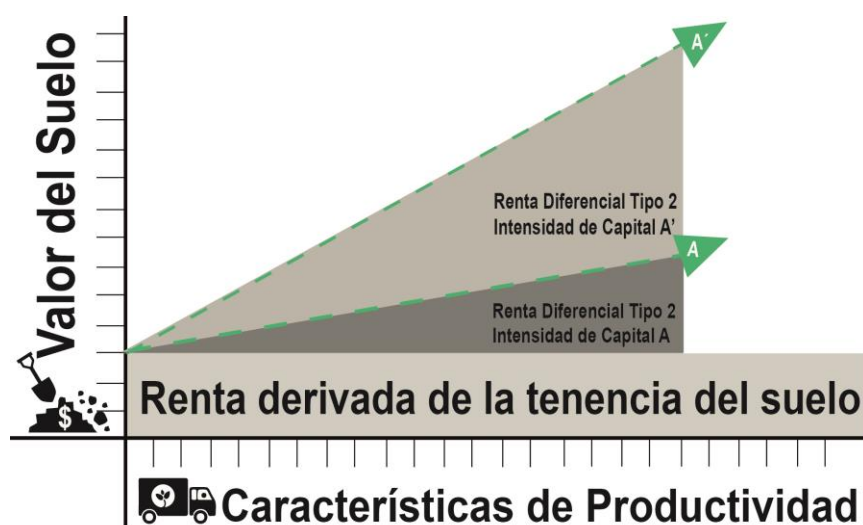 Valor del Suelo
A´
Renta Diferencial Tipo 2
Intensidad de Capital A'
A
Renta Diferencial Tipo 2
Intensidad de Capital A
$
Renta derivada de la tenencia del suelo
Características de Productividad